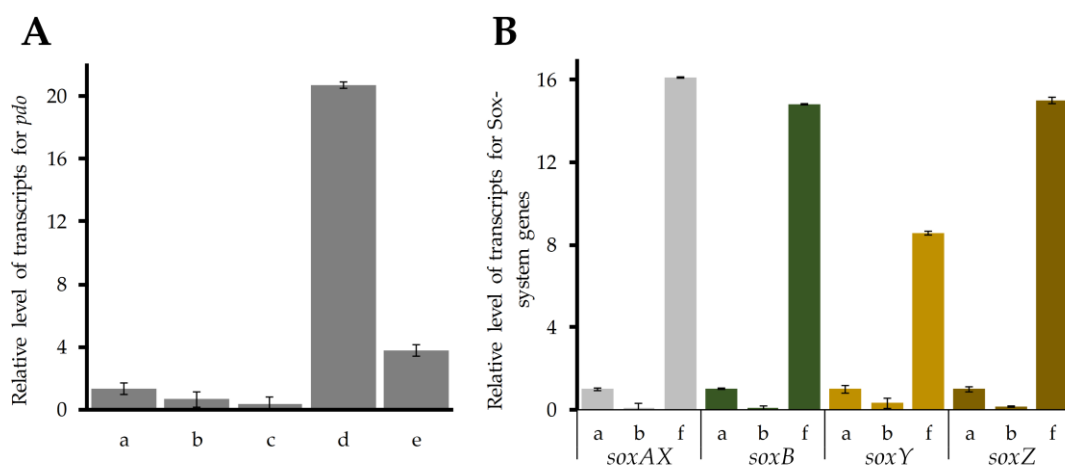 A
Relative level of transcripts for pdo
20
16
12
8
4
0
a b c d e
B
Relative level of transcripts for Sox-
system genes
16
12
8
4
0
a b f a b f a b f a b f
soxAX soxB soxY soxZ